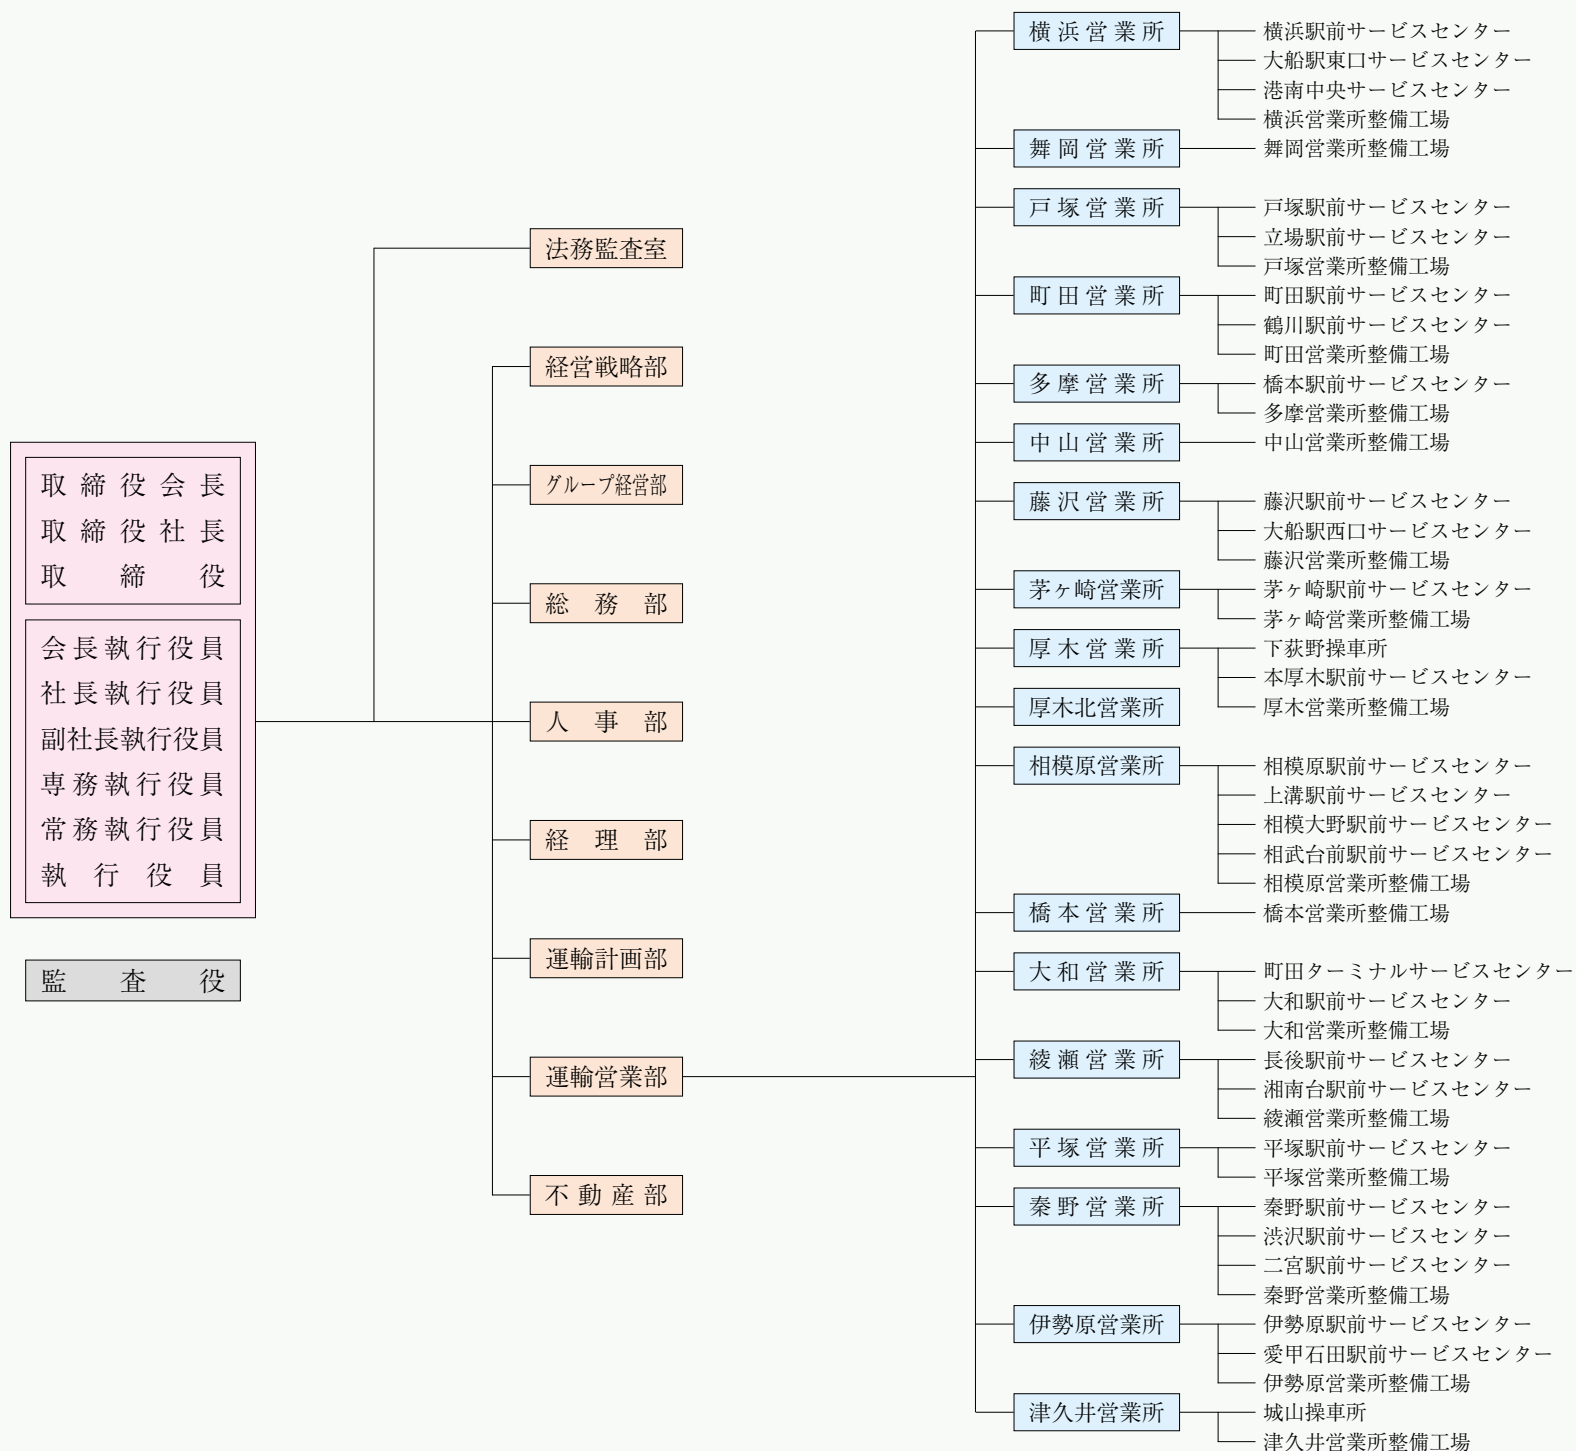 取締役会長
取締役社長
取締役
会長執行役員
社長執行役員
副社長執行役員
専務執行役員
常務執行役員
執行役員
監査役
法務監査室
経営戦略部
グループ経営部
総務部
人事部
経理部
運輸計画部
運輸営業部
不動産部
横浜営業所
横浜駅前サービスセンター
大船駅東口サービスセンター
港南中央サービスセンター
横浜営業所整備工場
舞岡営業所
舞岡営業所整備工場
戸塚営業所
戸塚駅前サービスセンター
立場駅前サービスセンター
戸塚営業所整備工場
町田営業所
町田駅前サービスセンター
鶴川駅前サービスセンター
町田営業所整備工場
多摩営業所
橋本駅前サービスセンター
多摩営業所整備工場
中山営業所
中山営業所整備工場
藤沢営業所
藤沢駅前サービスセンター
大船駅西口サービスセンター
藤沢営業所整備工場
茅ヶ崎営業所
茅ヶ崎駅前サービスセンター
茅ヶ崎営業所整備工場
厚木営業所
下荻野操車所
本厚木駅前サービスセンター
厚木営業所整備工場
厚木北営業所
相模原営業所
相模原駅前サービスセンター
上溝駅前サービスセンター
相模大野駅前サービスセンター
相武台前駅前サービスセンター
相模原営業所整備工場
橋本営業所
橋本営業所整備工場
大和営業所
町田ターミナルサービスセンター
大和駅前サービスセンター
大和営業所整備工場
綾瀬営業所
長後駅前サービスセンター
湘南台駅前サービスセンター
綾瀬営業所整備工場
平塚営業所
平塚駅前サービスセンター
平塚営業所整備工場
秦野営業所
秦野駅前サービスセンター
渋沢駅前サービスセンター
二宮駅前サービスセンター
秦野営業所整備工場
伊勢原営業所
伊勢原駅前サービスセンター
愛甲石田駅前サービスセンター
伊勢原営業所整備工場
津久井営業所
城山操車所
津久井営業所整備工場